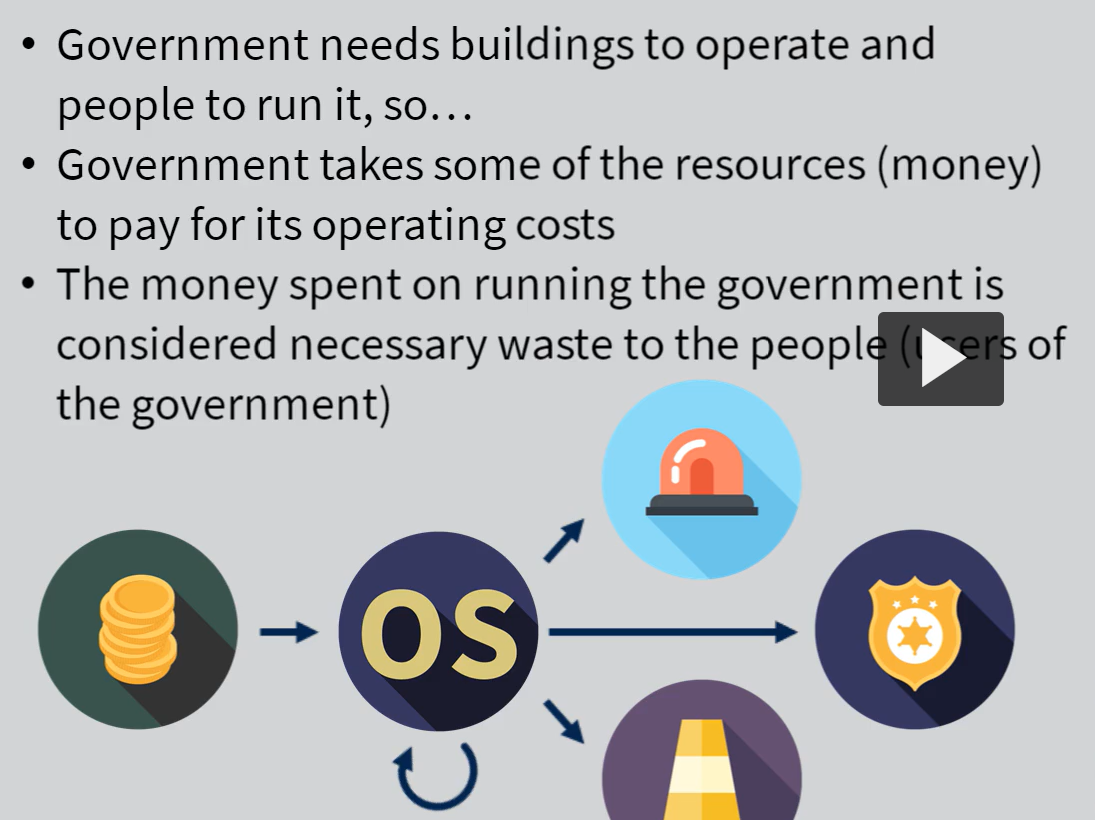 • Government needs buildings to operate and
people to run it, so…
• Government takes some of the resources (money)
to pay for its operating costs
• The money spent on running the government is
considered necessary waste to the people (users of
the government)
OS